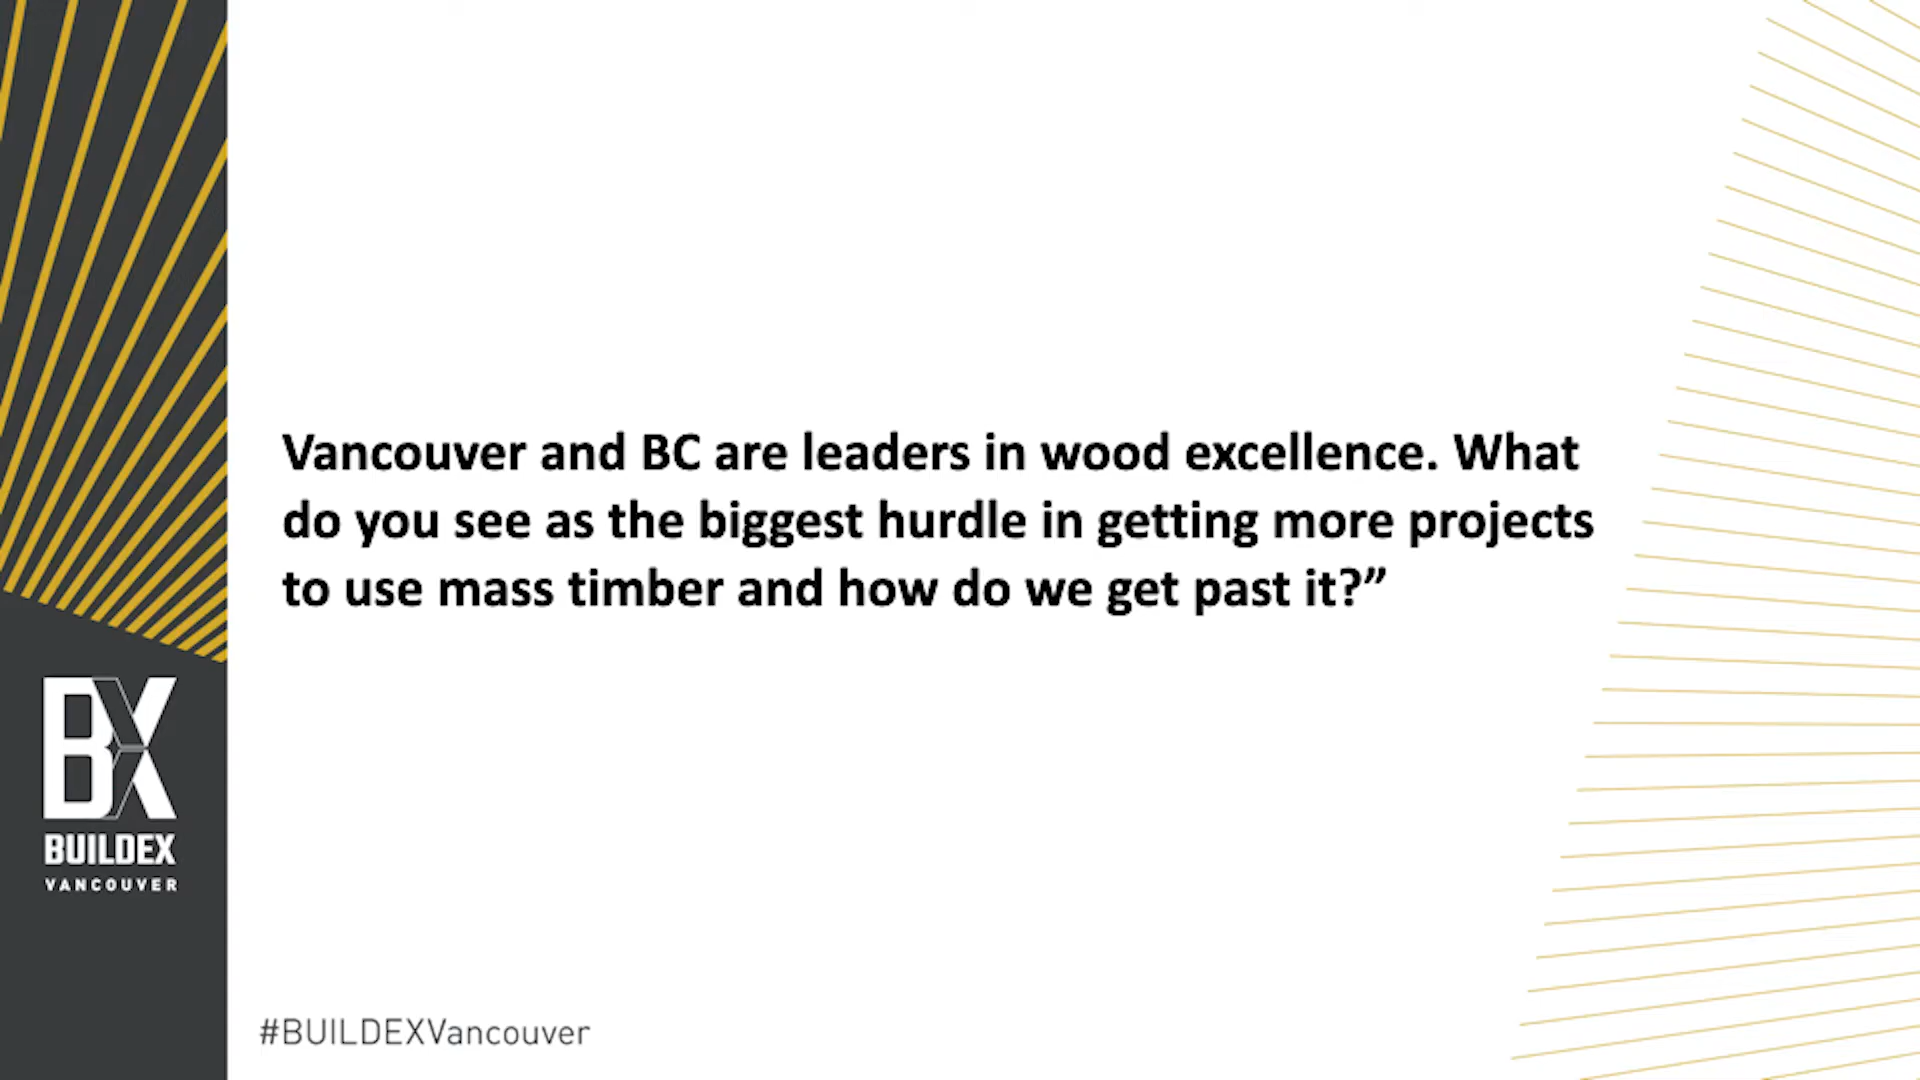 Vancouver and BC are leaders in wood excellence. What
do you see as the biggest hurdle in getting more projects
to use mass timber and how do we get past it?”
BX
BUILDEX
VANCOUVER
#BUILDEXVancouver